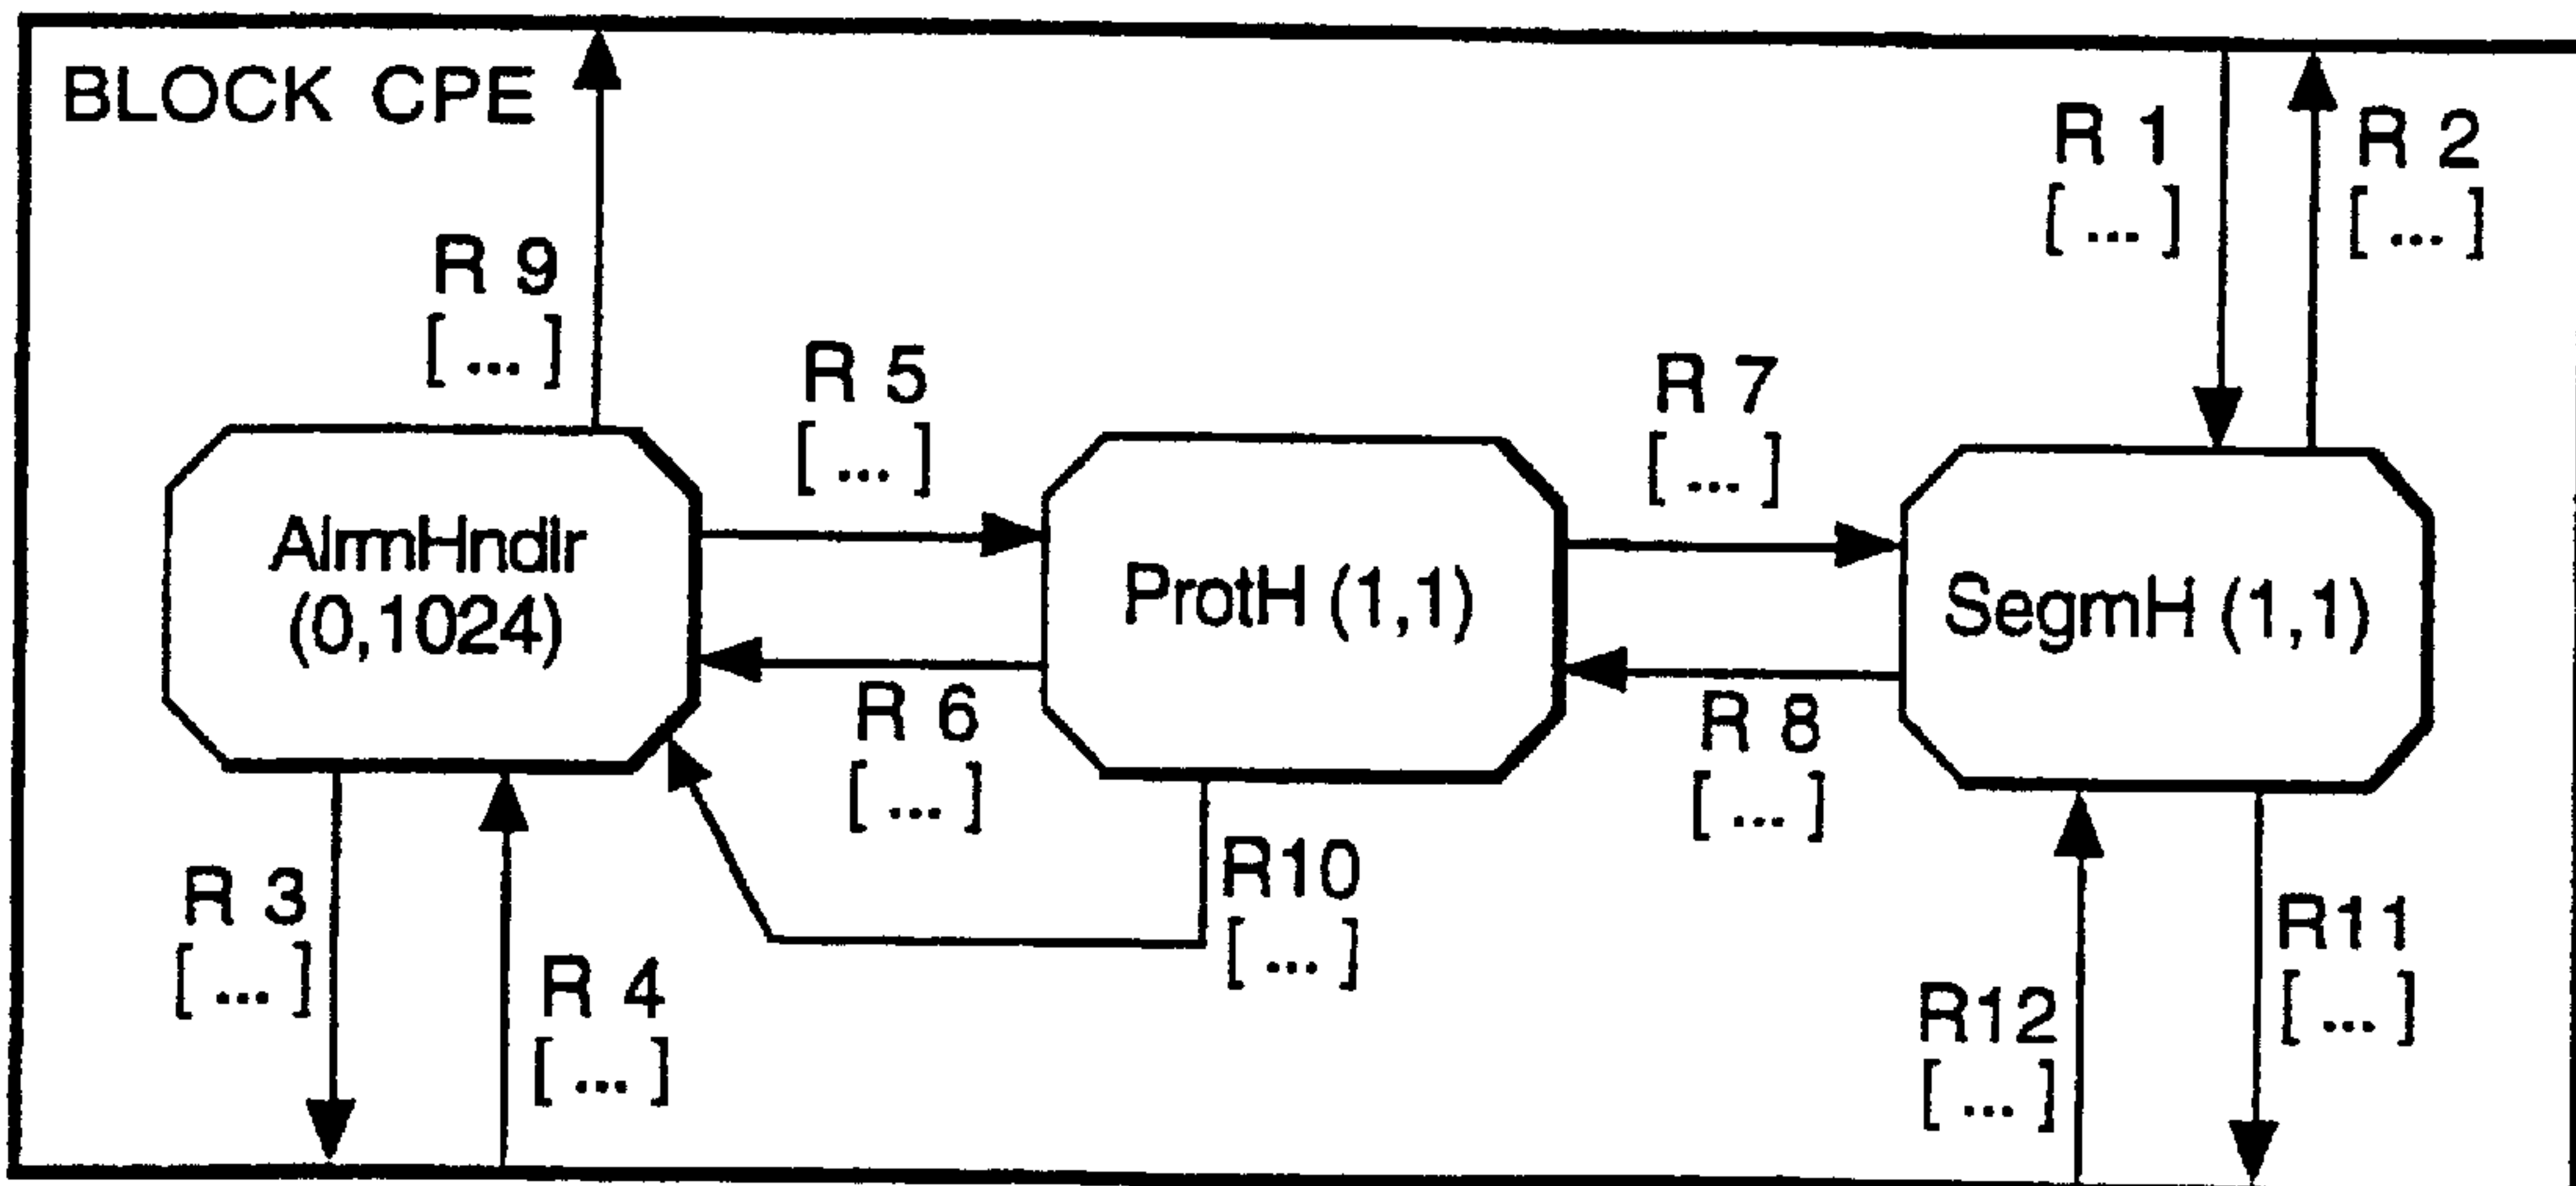 BLOCK CPE
R 1
[ ... ]
R 2
[ ... ]
R 9
[ ... ]
R 5
[ ... ]
R 7
[ ... ]
AlrmHndlr
(0,1024)
ProtH (1,1)
SegmH (1,1)
R 6
[ ... ]
R 8
[ ... ]
R 3
[ ... ]
R 4
[ ... ]
R10
[ ... ]
R12
[ ... ]
R11
[ ... ]